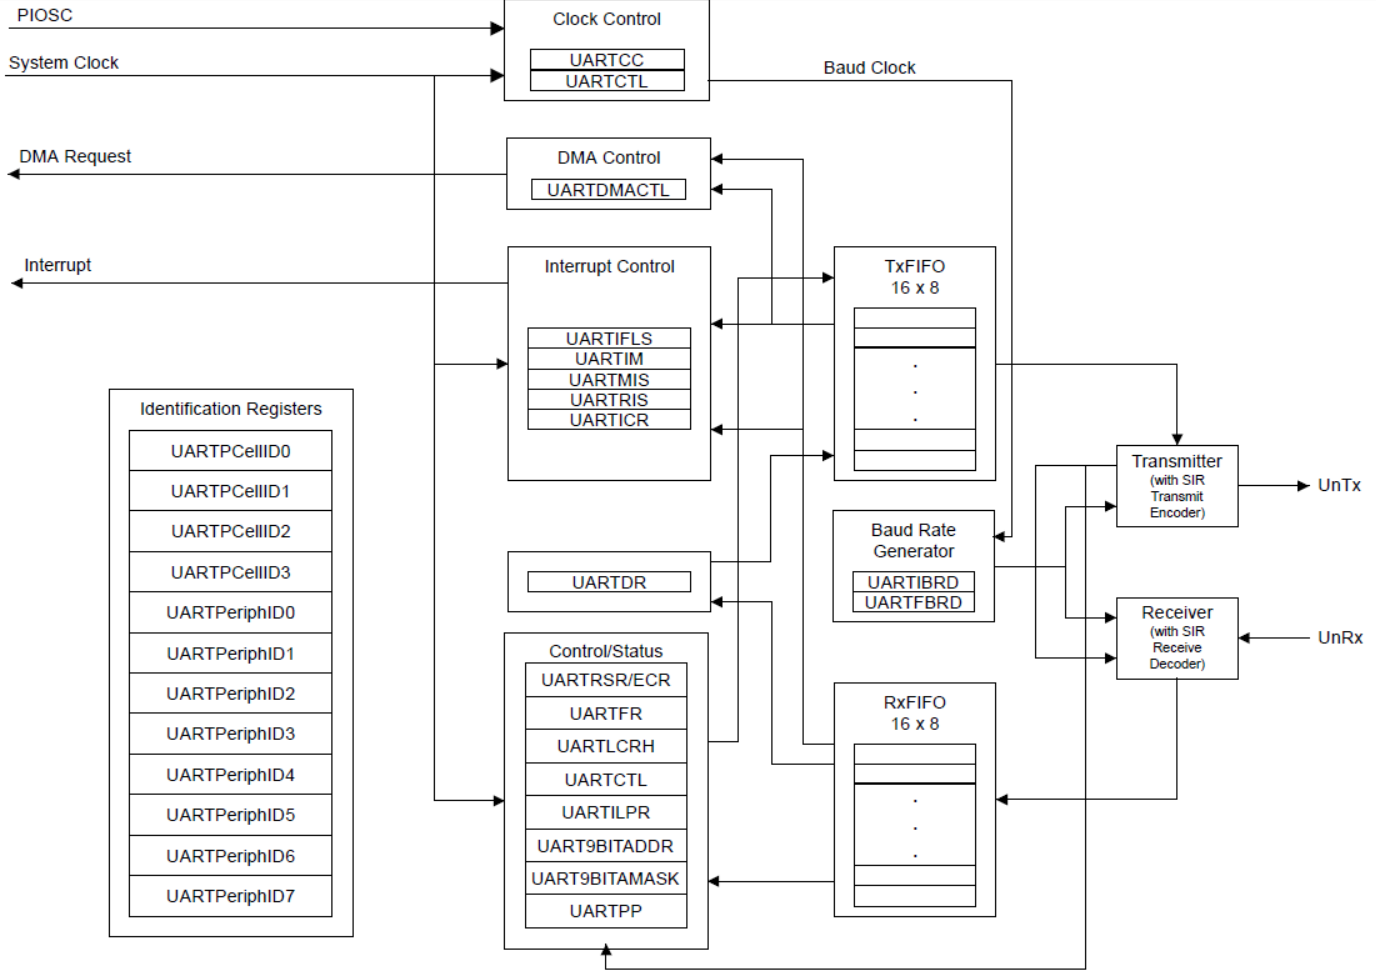 PIOSC
System Clock
Clock Control
UARTCC
UARTCTL
Baud Clock
DMA Request
DMA Control
UARTDMACTL
Interrupt
Interrupt Control
UARTIFLS
UARTIM
UARTMIS
UARTRIS
UARTICR
TxFIFO
16 x 8
.
.
.
Identification Registers
UARTPCellID0
UARTPCellID1
UARTPCellID2
UARTPCellID3
UARTPeriphID0
UARTPeriphID1
UARTPeriphID2
UARTPeriphID3
UARTPeriphID4
UARTPeriphID5
UARTPeriphID6
UARTPeriphID7
Transmitter
(with SIR
Transmit
Encoder)
UnTx
Baud Rate
Generator
UARTIBRD
UARTFBRD
UARTDR
Receiver
(with SIR
Receive
Decoder)
UnRx
Control/Status
UARTRSR/ECR
UARTFR
UARTLCRH
UARTCTL
UARTILPR
UART9BITADDR
UART9BITAMASK
UARTPP
RxFIFO
16 x 8
.
.
.